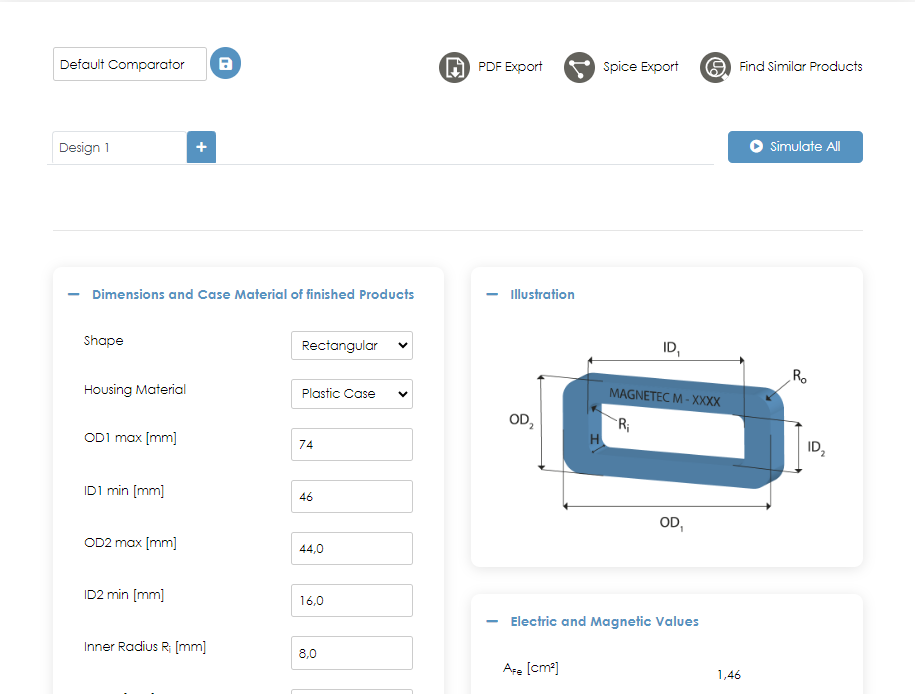 Default Comparator
PDF Export
Spice Export
Find Similar Products
Design 1
+
Simulate All
Dimensions and Case Material of finished Products
Shape
Rectangular
Housing Material
Plastic Case
OD1 max [mm]
74
ID1 min [mm]
46
OD2 max [mm]
44,0
ID2 min [mm]
16,0
Inner Radius Rᵢ [mm]
8,0
Illustration
ID₁
Rₒ
MAGNETEC M - XXXX
OD₂
Rᵢ
H
ID₂
OD₁
Electric and Magnetic Values
A_Fe [cm²]
1,46